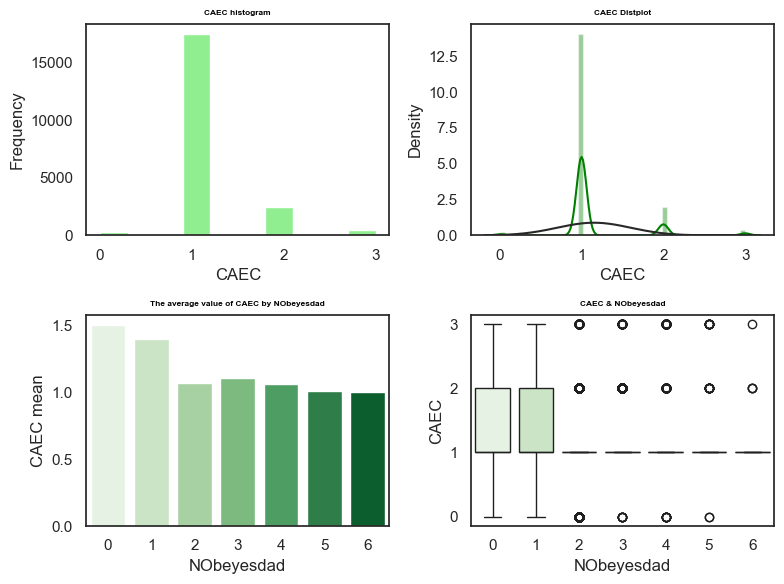 CAEC histogram
Frequency
15000
10000
5000
0
0 1 2 3
CAEC
CAEC Distplot
Density
12.5
10.0
7.5
5.0
2.5
0.0
0 1 2 3
CAEC
The average value of CAEC by NObeyesdad
CAEC mean
1.5
1.0
0.5
0.0
0 1 2 3 4 5 6
NObeyesdad
CAEC & NObeyesdad
CAEC
3
2
1
0
0 1 2 3 4 5 6
NObeyesdad